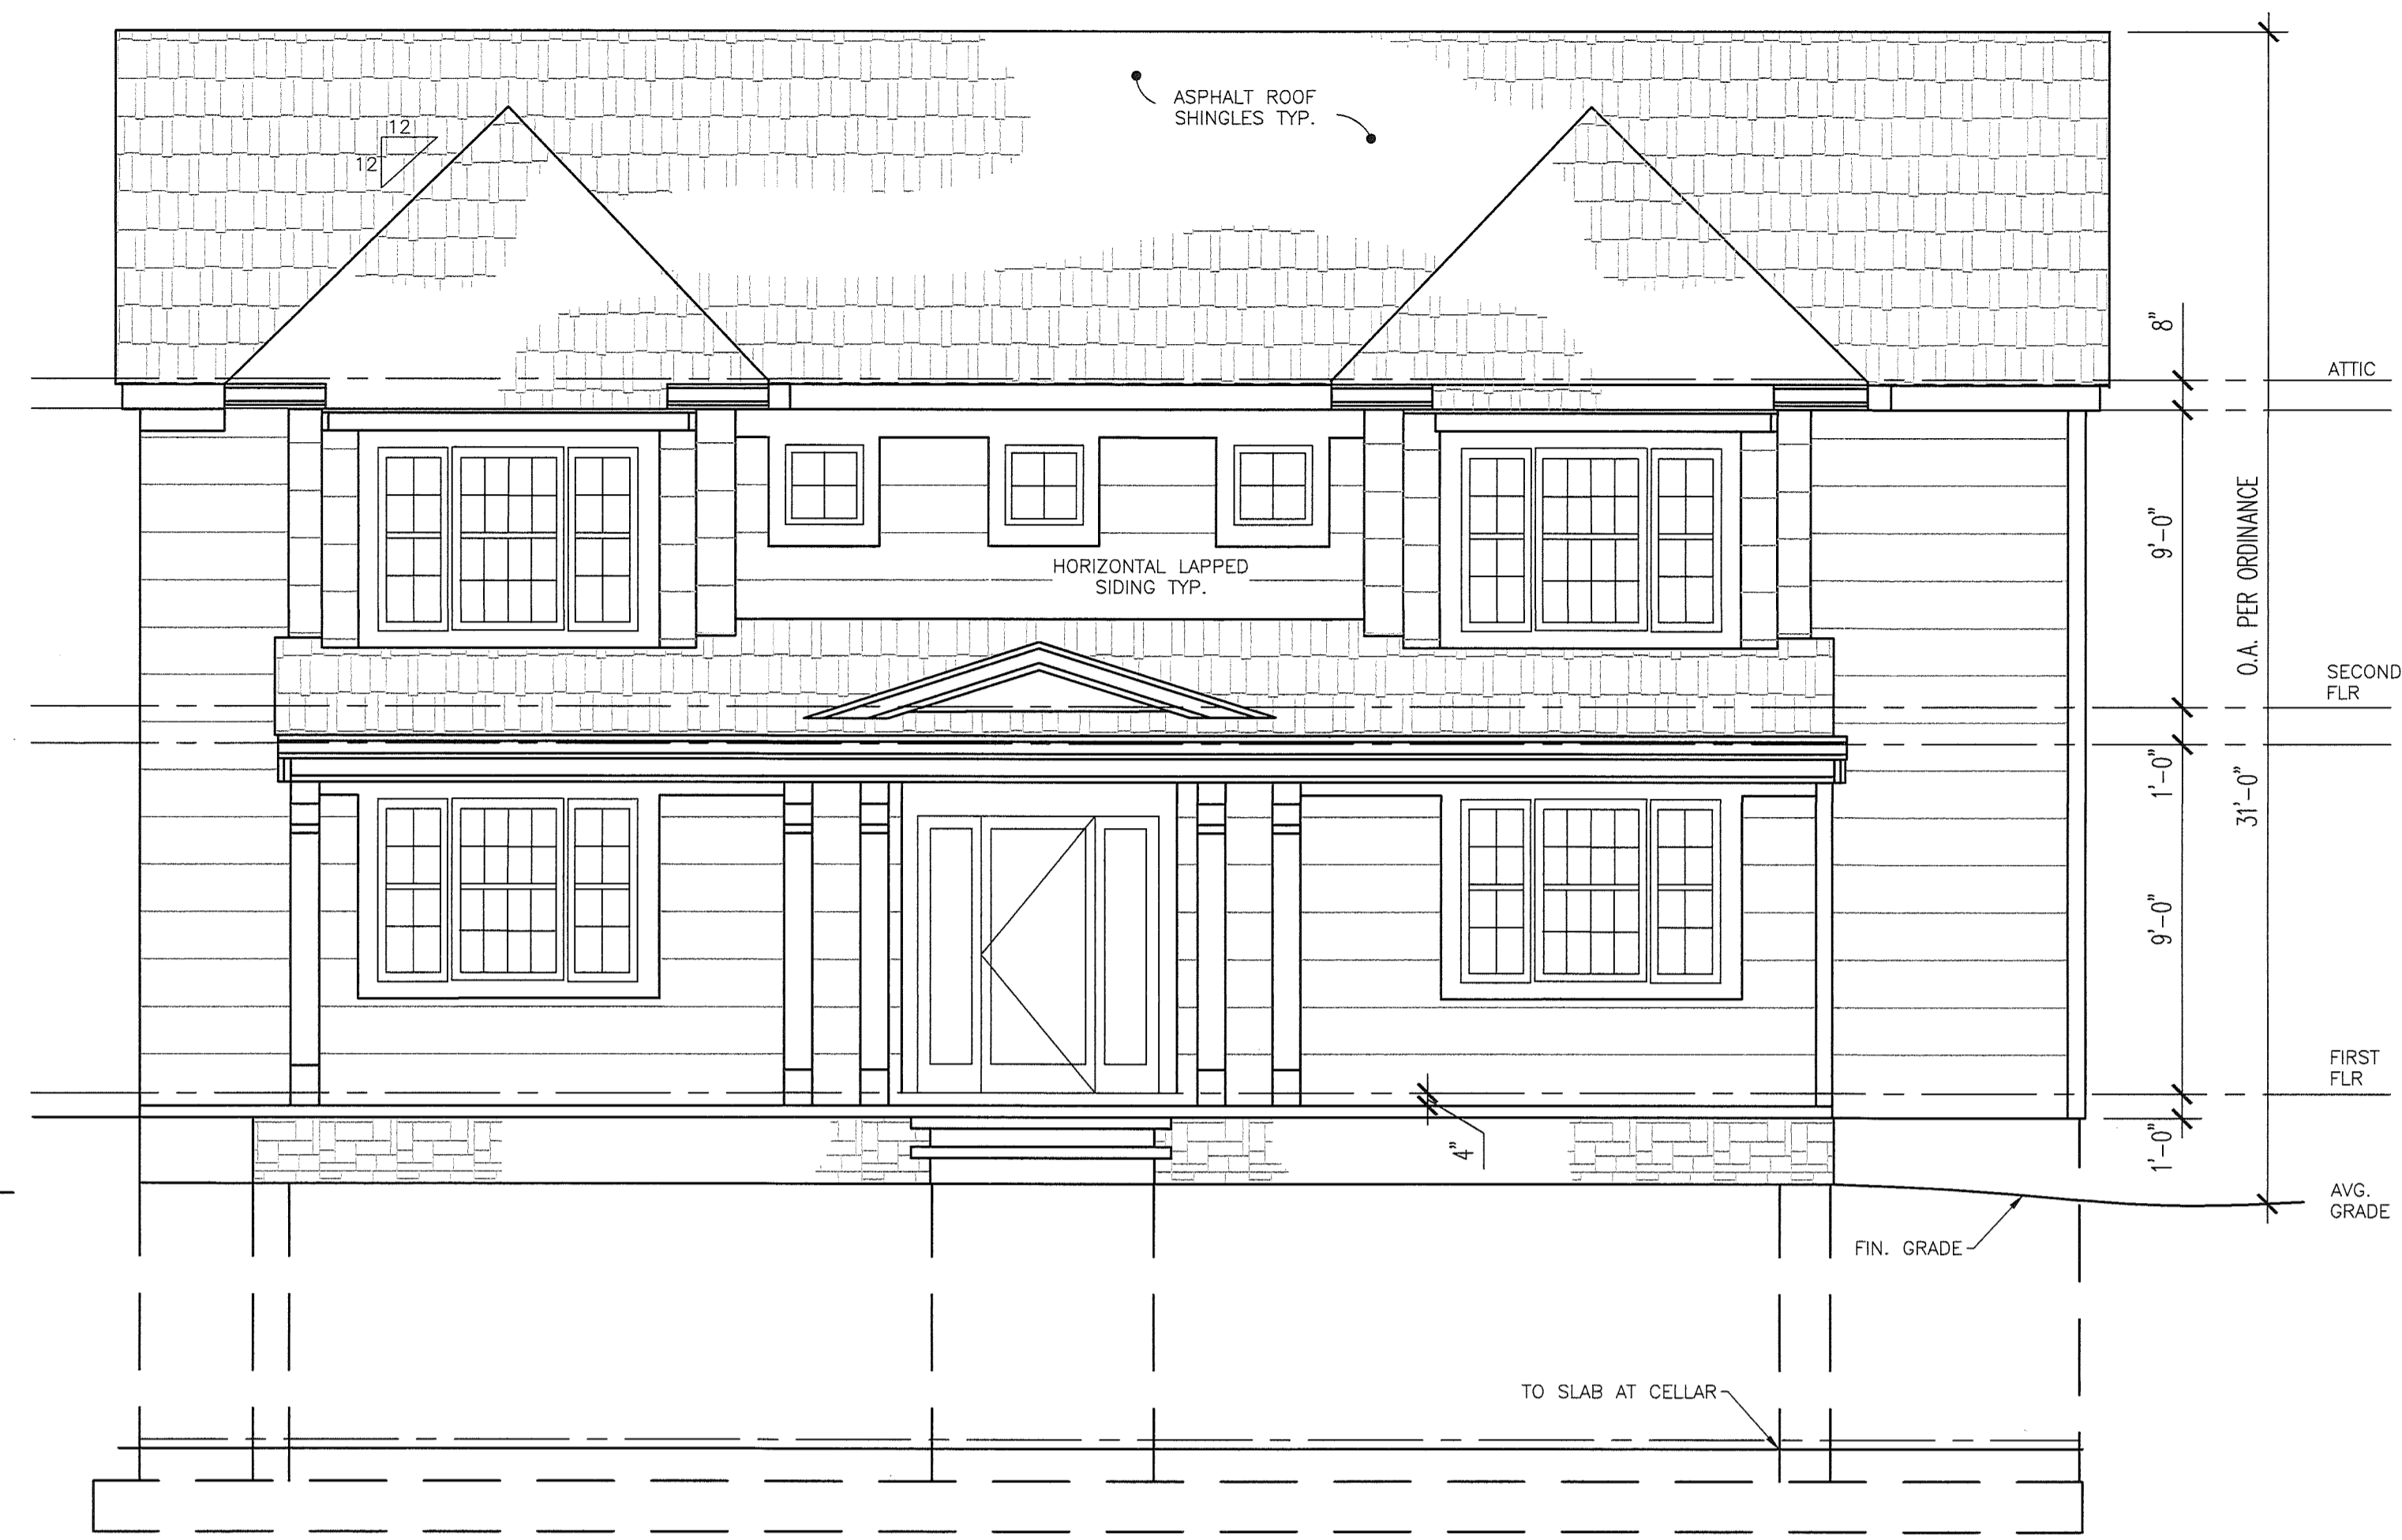 ASPHALT ROOF
SHINGLES TYP.
12
12
8"
ATTIC
9'-0"
O.A. PER ORDINANCE
HORIZONTAL LAPPED
SIDING TYP.
SECOND
FLR
1'-0"
31'-0"
9'-0"
FIRST
FLR
4"
1'-0"
AVG.
GRADE
FIN. GRADE
TO SLAB AT CELLAR